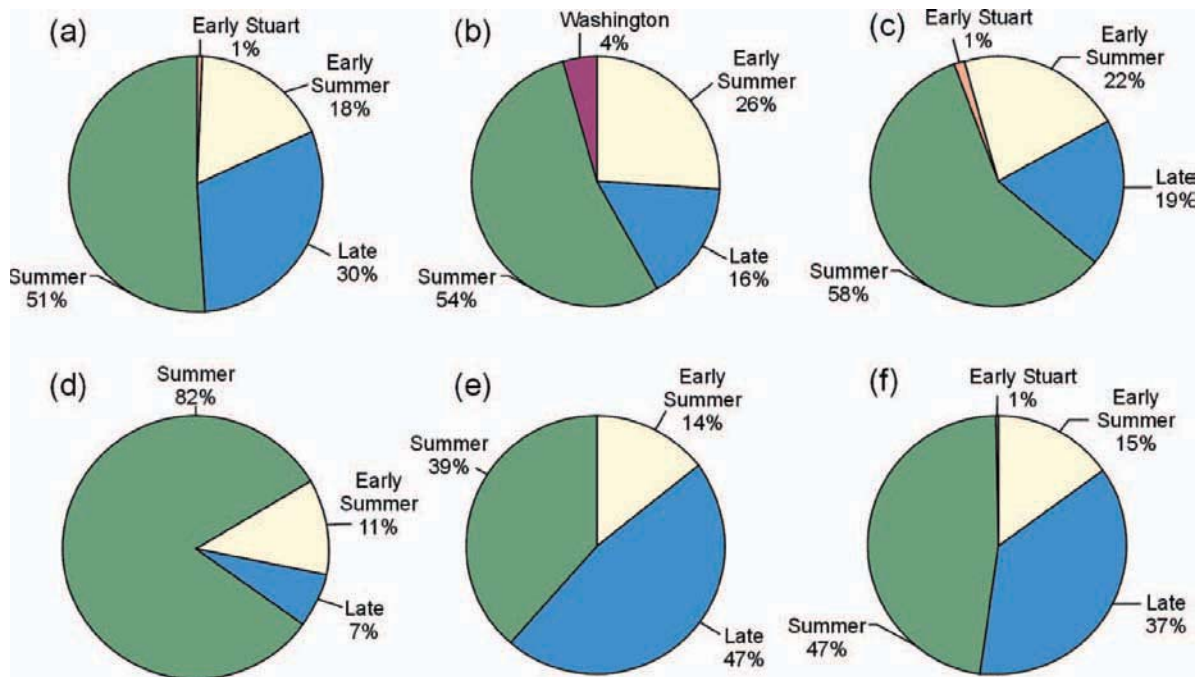 (a)
Early Stuart
1%
Early
Summer
18%
Late
30%
Summer
51%
(b)
Washington
4%
Early
Summer
26%
Late
16%
Summer
54%
(c)
Early Stuart
1%
Early
Summer
22%
Late
19%
Summer
58%
(d)
Summer
82%
Early
Summer
11%
Late
7%
(e)
Early
Summer
14%
Summer
39%
Late
47%
(f)
Early Stuart
1%
Early
Summer
15%
Late
37%
Summer
47%